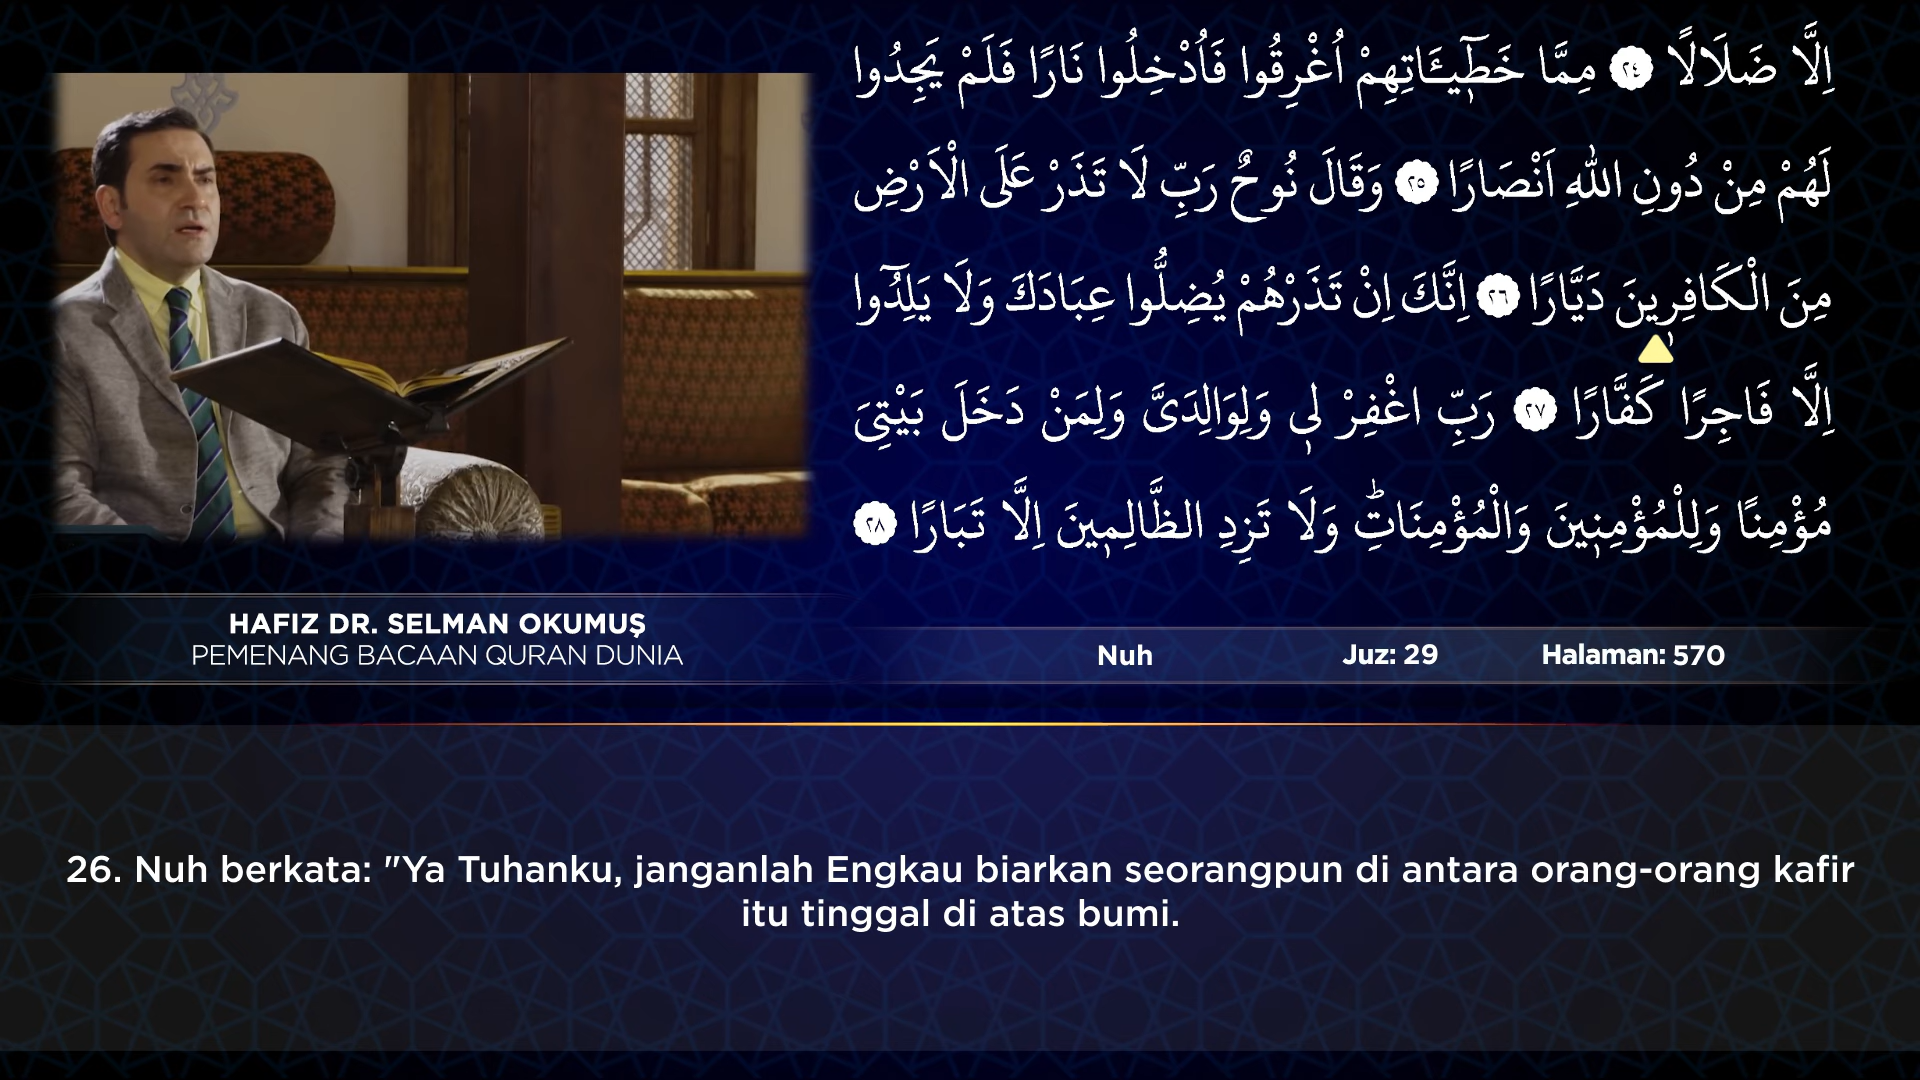 اِلَّا ضَلَالًا ٢٤ مِمَّا خَطٖٓيـَٔاتِهِمْ اُغْرِقُوا فَاُدْخِلُوا نَارًا فَلَمْ يَجِدُوا
لَهُمْ مِنْ دُونِ اللّٰهِ اَنْصَارًا ٢٥ وَقَالَ نُوحٌ رَبِّ لَا تَذَرْ عَلَى الْاَرْضِ
مِنَ الْكَافِرٖينَ دَيَّارًا ٢٦ اِنَّكَ اِنْ تَذَرْهُمْ يُضِلُّوا عِبَادَكَ وَلَا يَلِدُٓوا
اِلَّا فَاجِرًا كَفَّارًا ٢٧ رَبِّ اغْفِرْ لٖى وَلِوَالِدَىَّ وَلِمَنْ دَخَلَ بَيْتِىَ
مُؤْمِنًا وَلِلْمُؤْمِنٖينَ وَالْمُؤْمِنَاتِؕ وَلَا تَزِدِ الظَّالِمٖينَ اِلَّا تَبَارًا ٢٨
HAFIZ DR. SELMAN OKUMUŞ
PEMENANG BACAAN QURAN DUNIA
Nuh Juz: 29 Halaman: 570
26. Nuh berkata: "Ya Tuhanku, janganlah Engkau biarkan seorangpun di antara orang-orang kafir
itu tinggal di atas bumi.